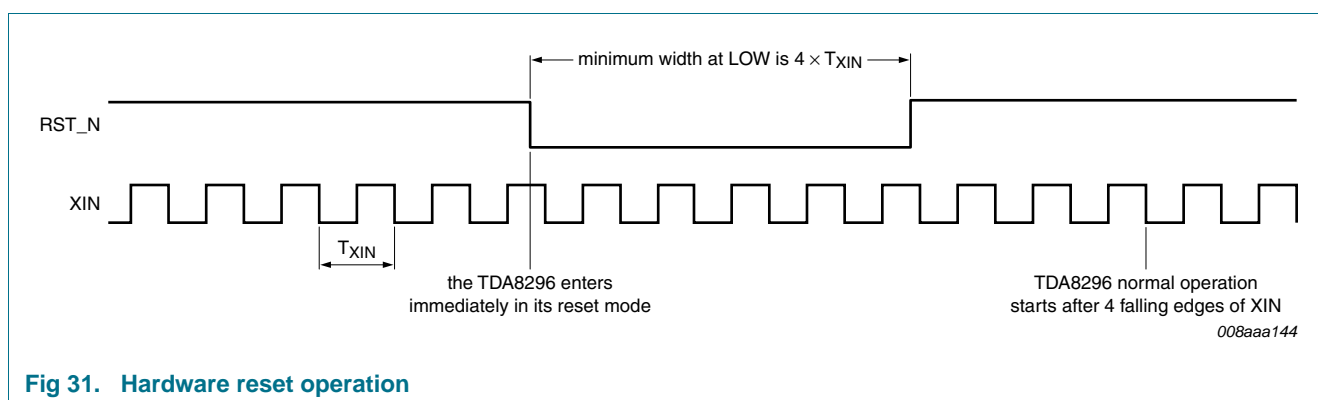 minimum width at LOW is 4 × TXIN
RST_N
XIN
TXIN
the TDA8296 enters
immediately in its reset mode
TDA8296 normal operation
starts after 4 falling edges of XIN
008aaa144
Fig 31. Hardware reset operation